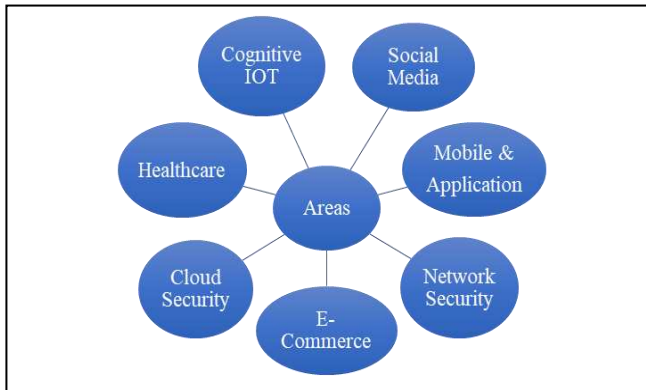 Cognitive
IOT
Social
Media
Healthcare
Mobile &
Application
Areas
Cloud
Security
Network
Security
E-
Commerce